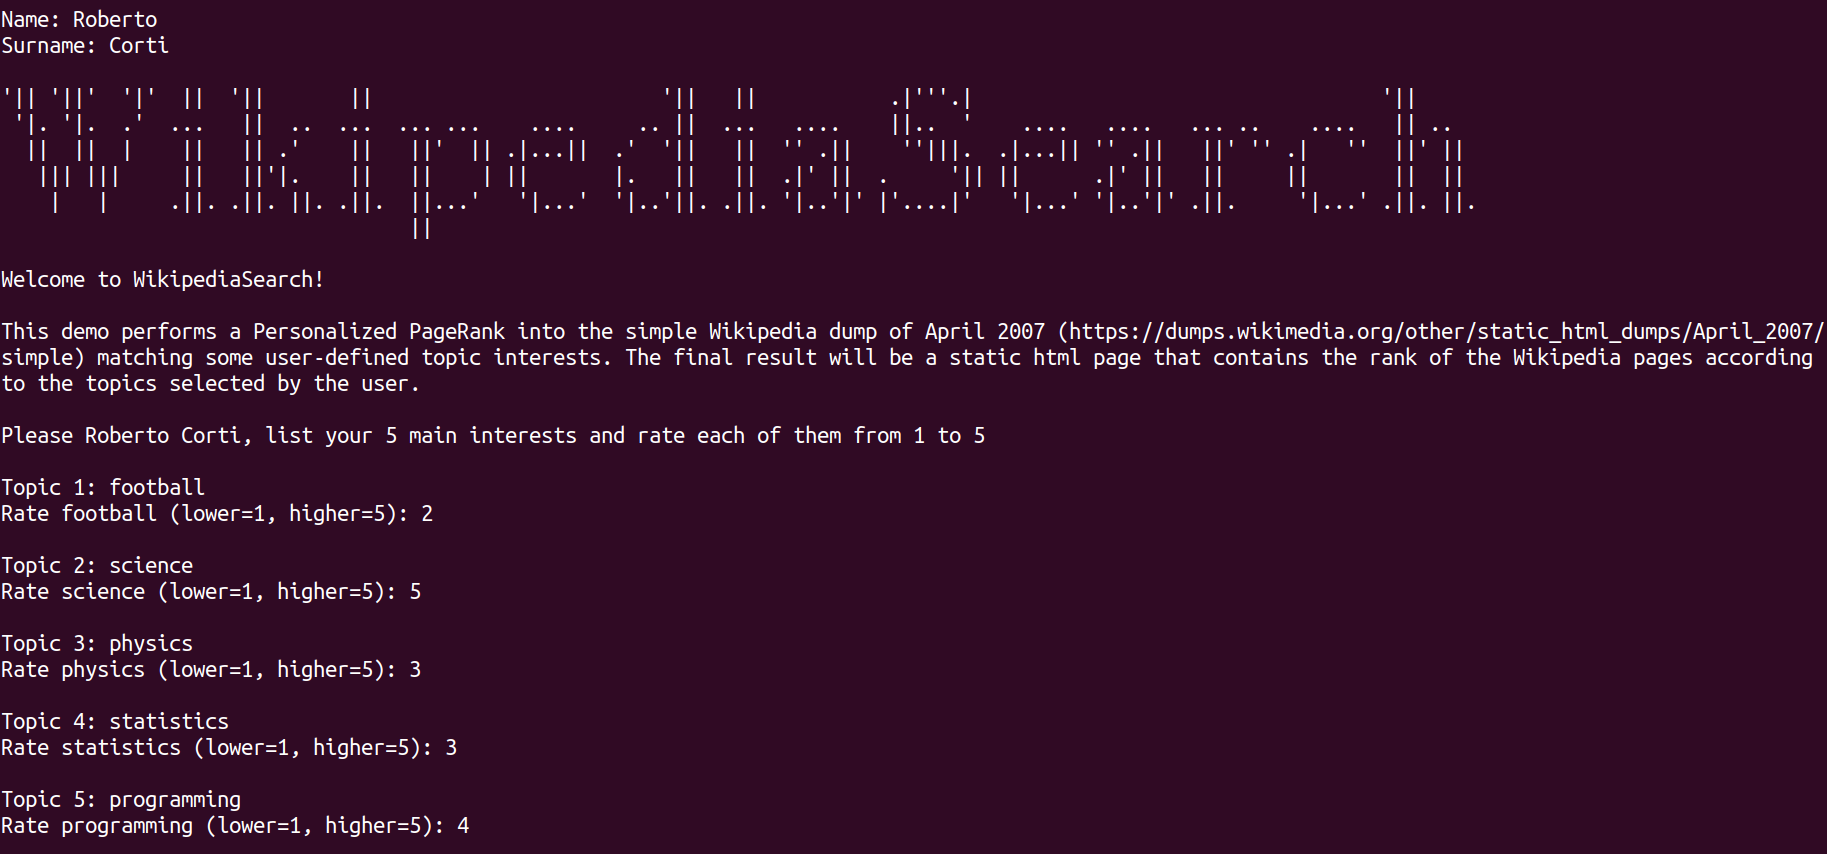 Name: Roberto
Surname: Corti
WikipediaSearch
Welcome to WikipediaSearch!
This demo performs a Personalized PageRank into the simple Wikipedia dump of April 2007 (https://dumps.wikimedia.org/other/static_html_dumps/April_2007/
simple) matching some user-defined topic interests. The final result will be a static html page that contains the rank of the Wikipedia pages according
to the topics selected by the user.
Please Roberto Corti, list your 5 main interests and rate each of them from 1 to 5
Topic 1: football
Rate football (lower=1, higher=5): 2
Topic 2: science
Rate science (lower=1, higher=5): 5
Topic 3: physics
Rate physics (lower=1, higher=5): 3
Topic 4: statistics
Rate statistics (lower=1, higher=5): 3
Topic 5: programming
Rate programming (lower=1, higher=5): 4